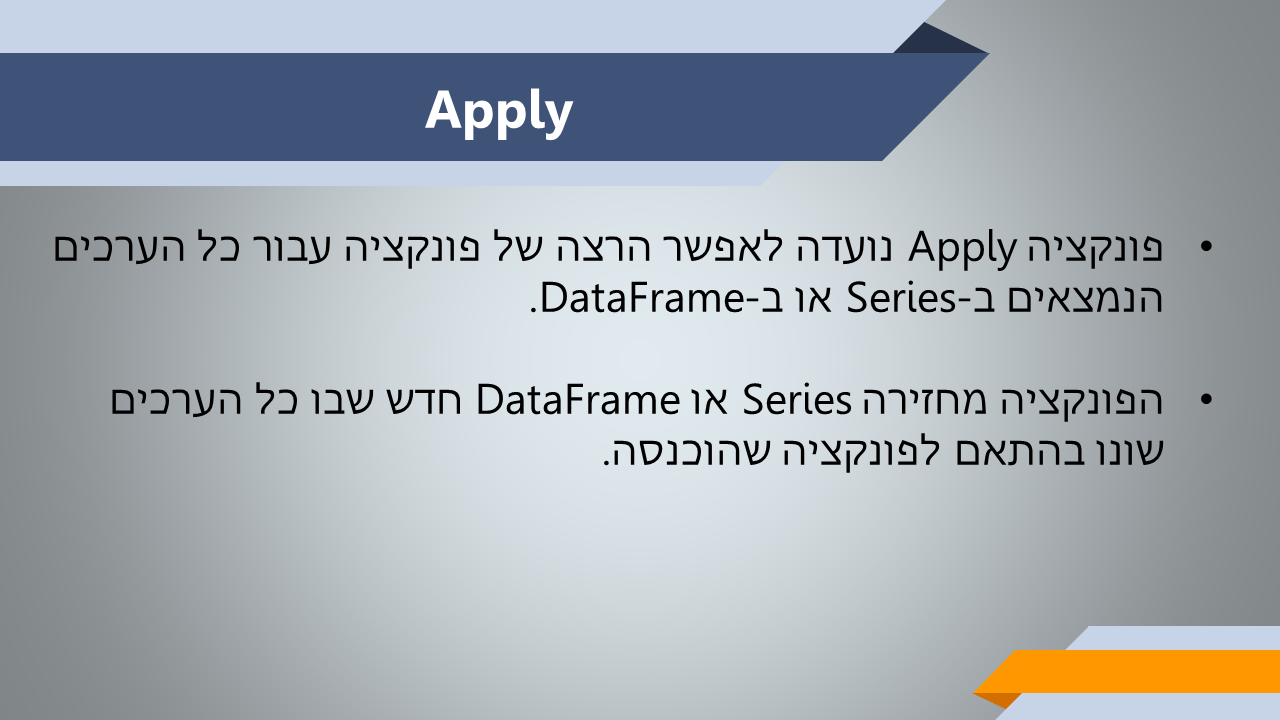 Apply
• פונקציה Apply נועדה לאפשר הרצה של פונקציה עבור כל הערכים
הנמצאים ב-Series או ב-DataFrame.
• הפונקציה מחזירה Series או DataFrame חדש שבו כל הערכים
שונו בהתאם לפונקציה שהוכנסה.